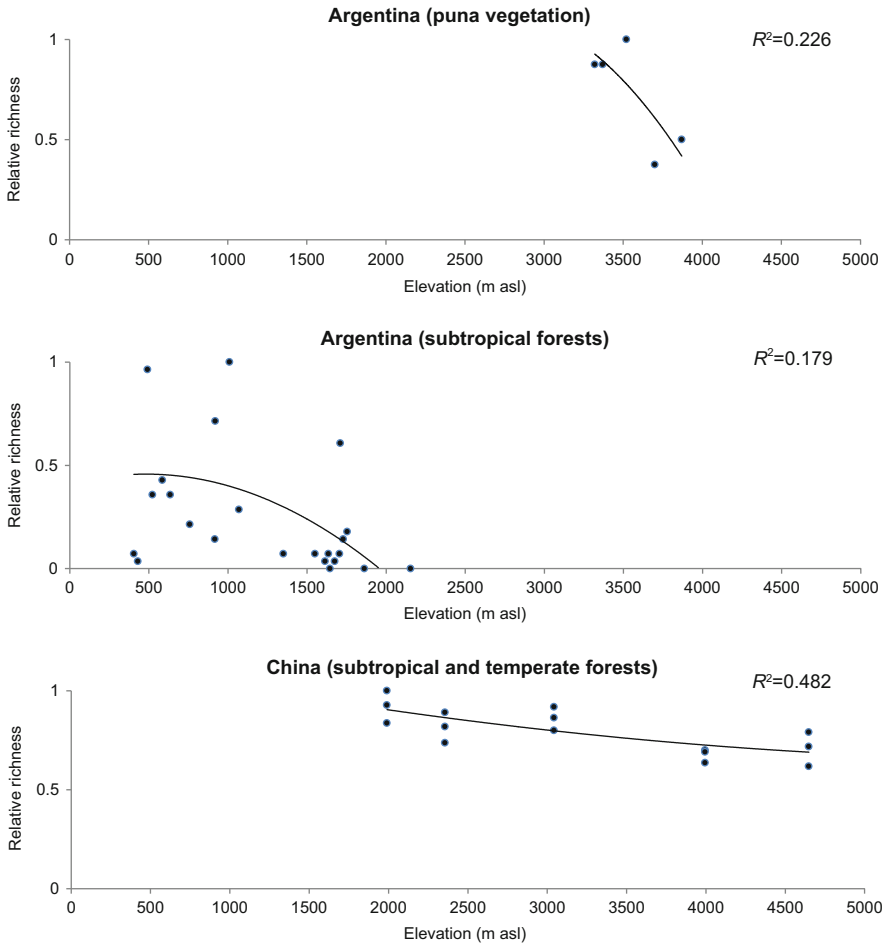 Argentina (puna vegetation)
R²=0.226
Relative richness
1
0.5
0
0 500 1000 1500 2000 2500 3000 3500 4000 4500 5000
Elevation (m asl)
Argentina (subtropical forests)
R²=0.179
Relative richness
1
0.5
0
0 500 1000 1500 2000 2500 3000 3500 4000 4500 5000
Elevation (m asl)
China (subtropical and temperate forests)
R²=0.482
Relative richness
1
0.5
0
0 500 1000 1500 2000 2500 3000 3500 4000 4500 5000
Elevation (m asl)